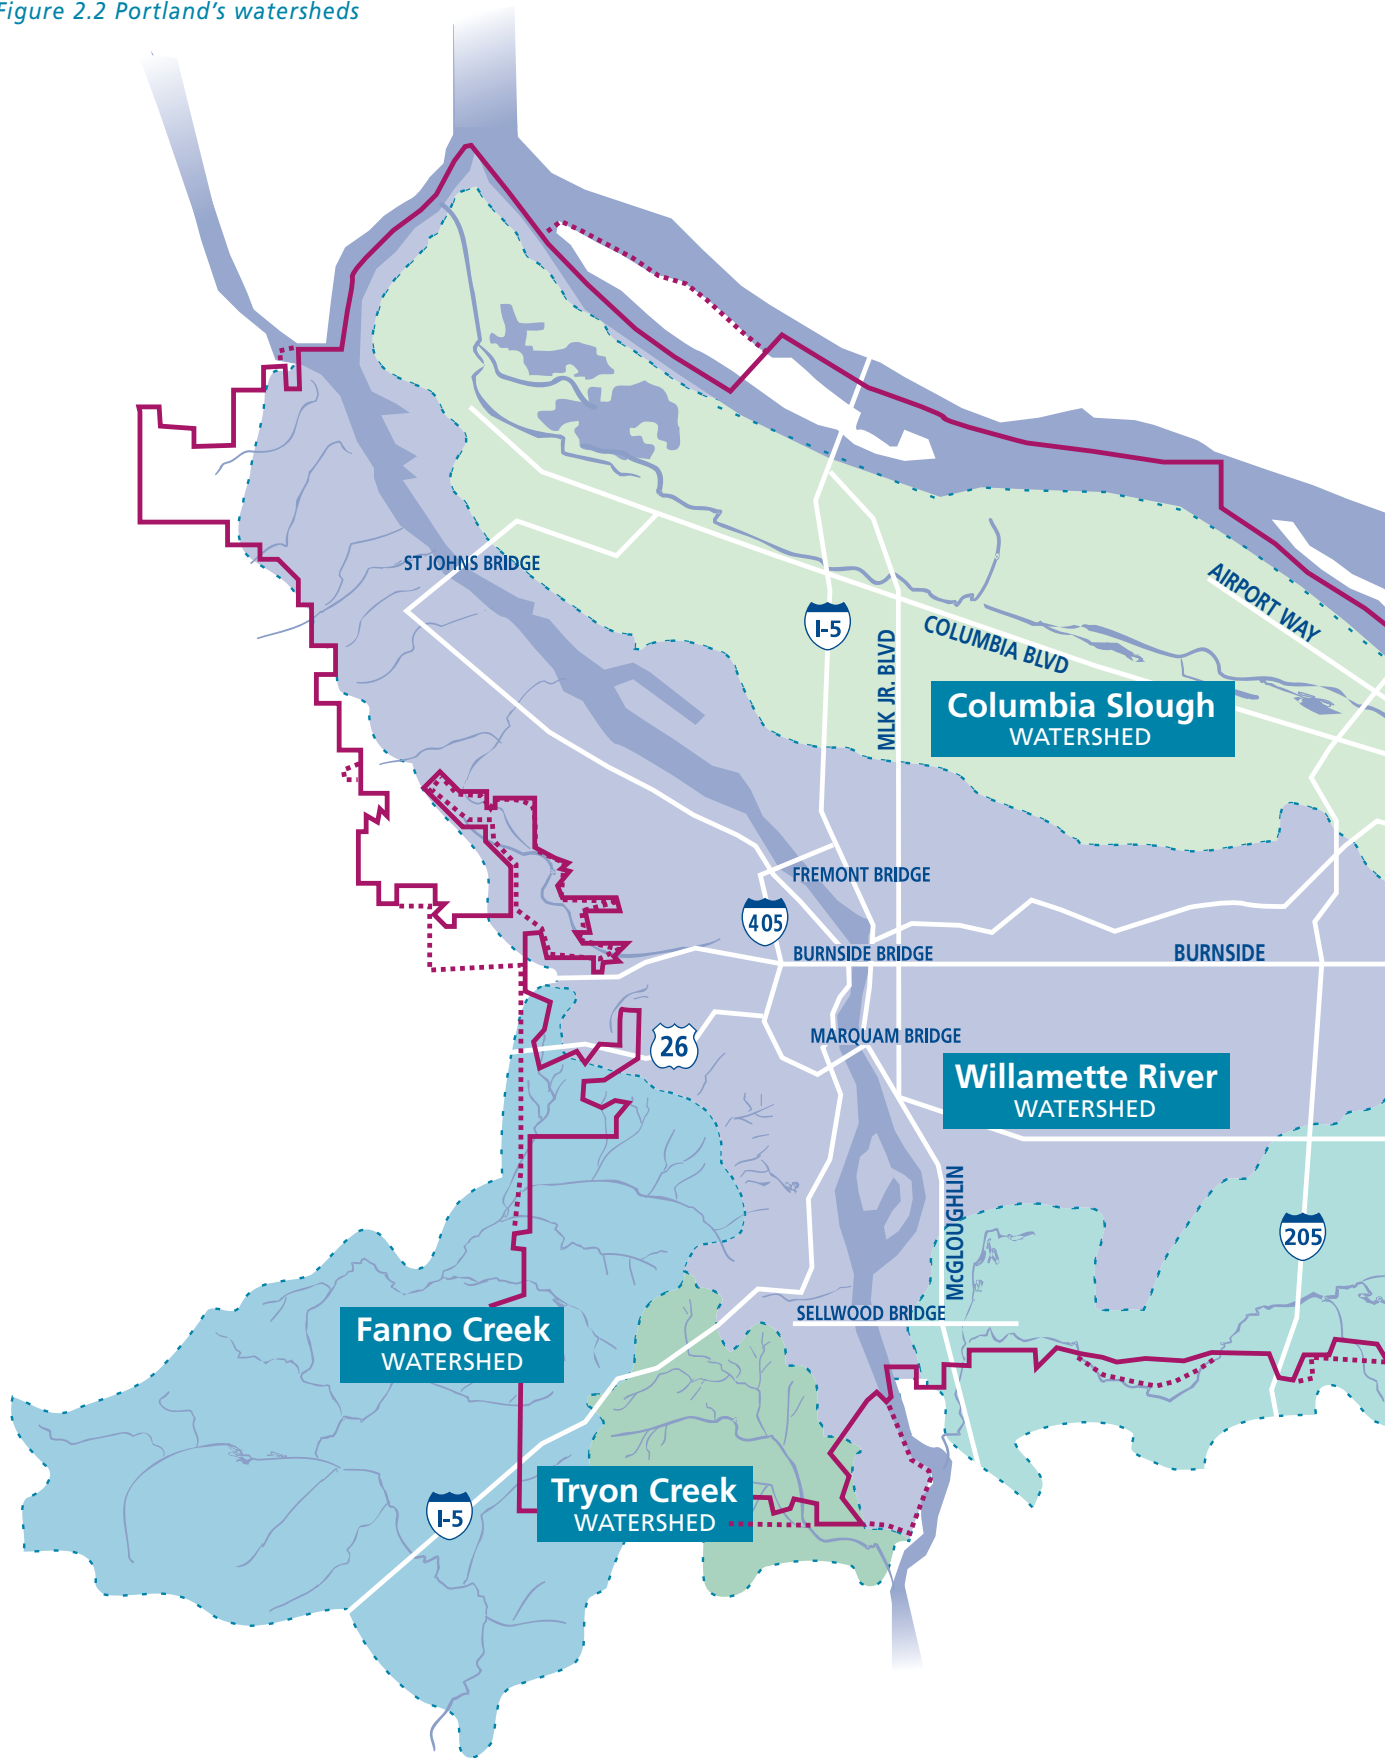 Figure 2.2 Portland's watersheds
ST JOHNS BRIDGE
AIRPORT WAY
I-5
COLUMBIA BLVD
MLK JR. BLVD
Columbia Slough
WATERSHED
FREMONT BRIDGE
405
BURNSIDE BRIDGE
BURNSIDE
MARQUAM BRIDGE
26
Willamette River
WATERSHED
McGLOUGHLIN
205
SELLWOOD BRIDGE
Fanno Creek
WATERSHED
Tryon Creek
WATERSHED
I-5